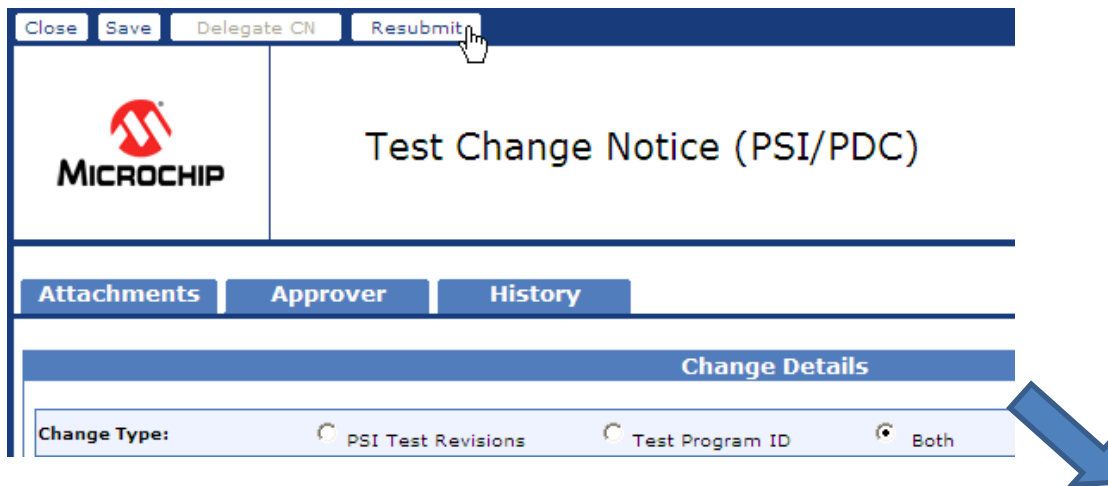 Close Save Delegate CN Resubmit
MICROCHIP
Test Change Notice (PSI/PDC)
Attachments Approver History
Change Details
Change Type: PSI Test Revisions Test Program ID Both